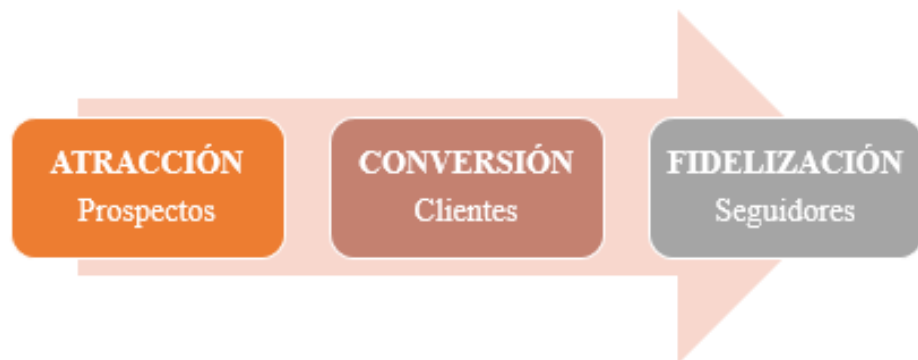 ATRACCIÓN
Prospectos
CONVERSIÓN
Clientes
FIDELIZACIÓN
Seguidores